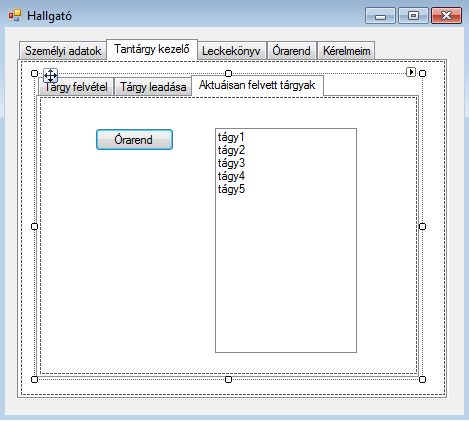 Hallgató
Személyi adatok Tantárgy kezelő Leckekönyv Órarend Kérelmeim
Tárgy felvétel Tárgy leadása Aktuáisan felvett tárgyak
Órarend
tágy1
tágy2
tágy3
tágy4
tágy5